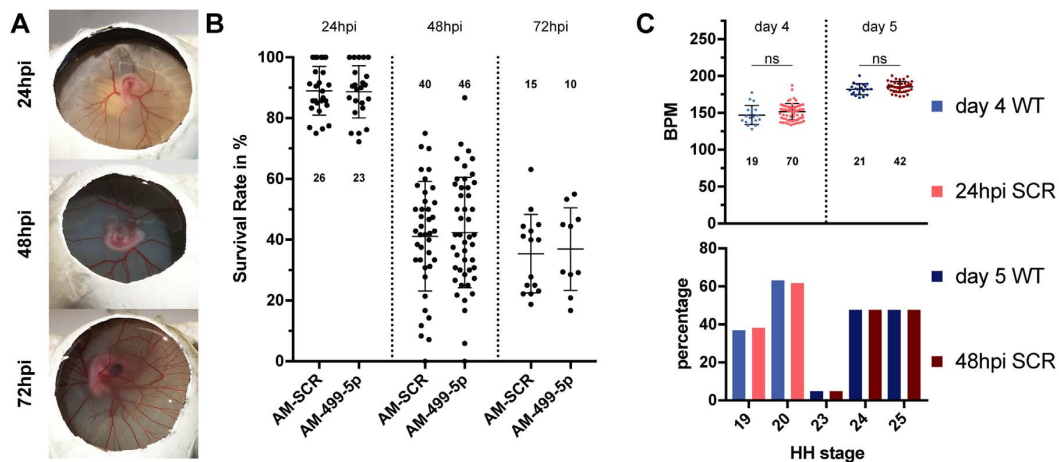 A
24hpi
48hpi
72hpi
B
24hpi 48hpi 72hpi
Survival Rate in %
100
80
60
40
20
0
40 46 15 10
26 23
AM-SCR AM-499-5p AM-SCR AM-499-5p AM-SCR AM-499-5p
C
day 4 day 5
ns ns
BPM
250
200
150
100
50
0
19 70 21 42
percentage
80
60
40
20
0
19 20 23 24 25
HH stage
day 4 WT
24hpi SCR
day 5 WT
48hpi SCR